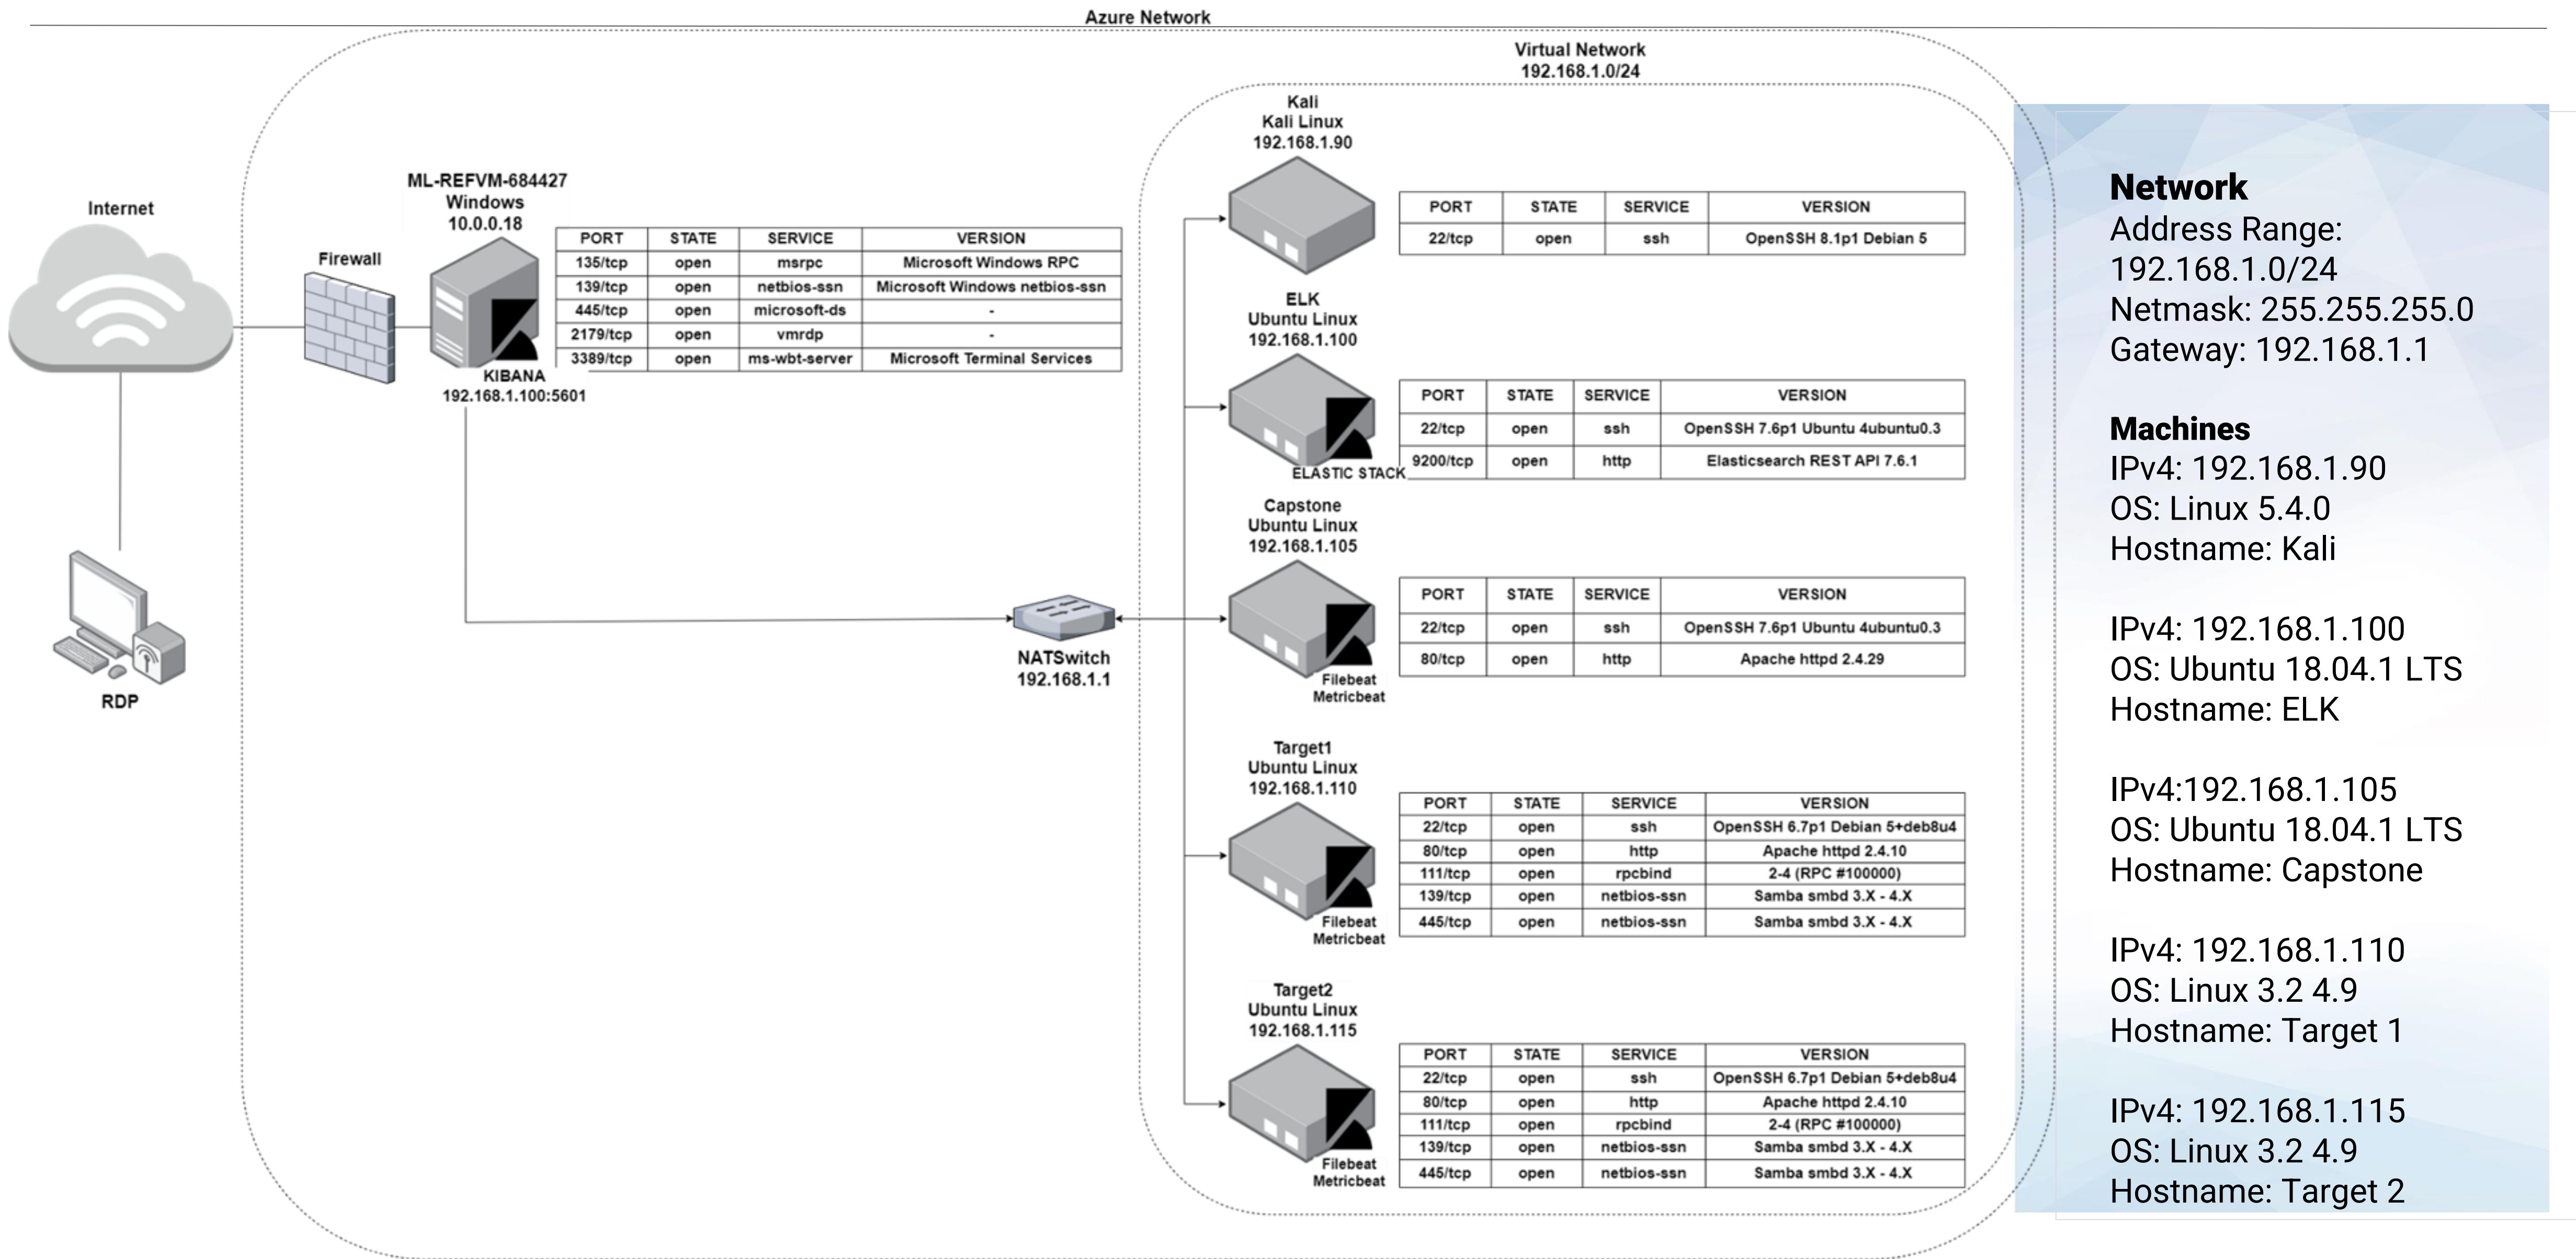 Azure Network
Virtual Network
192.168.1.0/24
Internet
RDP
Firewall
ML-REFVM-684427
Windows
10.0.0.18
KIBANA
192.168.1.100:5601
PORT STATE SERVICE VERSION
135/tcp open msrpc Microsoft Windows RPC
139/tcp open netbios-ssn Microsoft Windows netbios-ssn
445/tcp open microsoft-ds -
2179/tcp open vmrdp -
3389/tcp open ms-wbt-server Microsoft Terminal Services
NATSwitch
192.168.1.1
Kali
Kali Linux
192.168.1.90
PORT STATE SERVICE VERSION
22/tcp open ssh OpenSSH 8.1p1 Debian 5
ELK
Ubuntu Linux
192.168.1.100
ELASTIC STACK
PORT STATE SERVICE VERSION
22/tcp open ssh OpenSSH 7.6p1 Ubuntu 4ubuntu0.3
9200/tcp open http Elasticsearch REST API 7.6.1
Capstone
Ubuntu Linux
192.168.1.105
Filebeat
Metricbeat
PORT STATE SERVICE VERSION
22/tcp open ssh OpenSSH 7.6p1 Ubuntu 4ubuntu0.3
80/tcp open http Apache httpd 2.4.29
Target1
Ubuntu Linux
192.168.1.110
Filebeat
Metricbeat
PORT STATE SERVICE VERSION
22/tcp open ssh OpenSSH 6.7p1 Debian 5+deb8u4
80/tcp open http Apache httpd 2.4.10
111/tcp open rpcbind 2-4 (RPC #100000)
139/tcp open netbios-ssn Samba smbd 3.X - 4.X
445/tcp open netbios-ssn Samba smbd 3.X - 4.X
Target2
Ubuntu Linux
192.168.1.115
Filebeat
Metricbeat
PORT STATE SERVICE VERSION
22/tcp open ssh OpenSSH 6.7p1 Debian 5+deb8u4
80/tcp open http Apache httpd 2.4.10
111/tcp open rpcbind 2-4 (RPC #100000)
139/tcp open netbios-ssn Samba smbd 3.X - 4.X
445/tcp open netbios-ssn Samba smbd 3.X - 4.X
Network
Address Range:
192.168.1.0/24
Netmask: 255.255.255.0
Gateway: 192.168.1.1
Machines
IPv4: 192.168.1.90
OS: Linux 5.4.0
Hostname: Kali
IPv4: 192.168.1.100
OS: Ubuntu 18.04.1 LTS
Hostname: ELK
IPv4:192.168.1.105
OS: Ubuntu 18.04.1 LTS
Hostname: Capstone
IPv4: 192.168.1.110
OS: Linux 3.2 4.9
Hostname: Target 1
IPv4: 192.168.1.115
OS: Linux 3.2 4.9
Hostname: Target 2